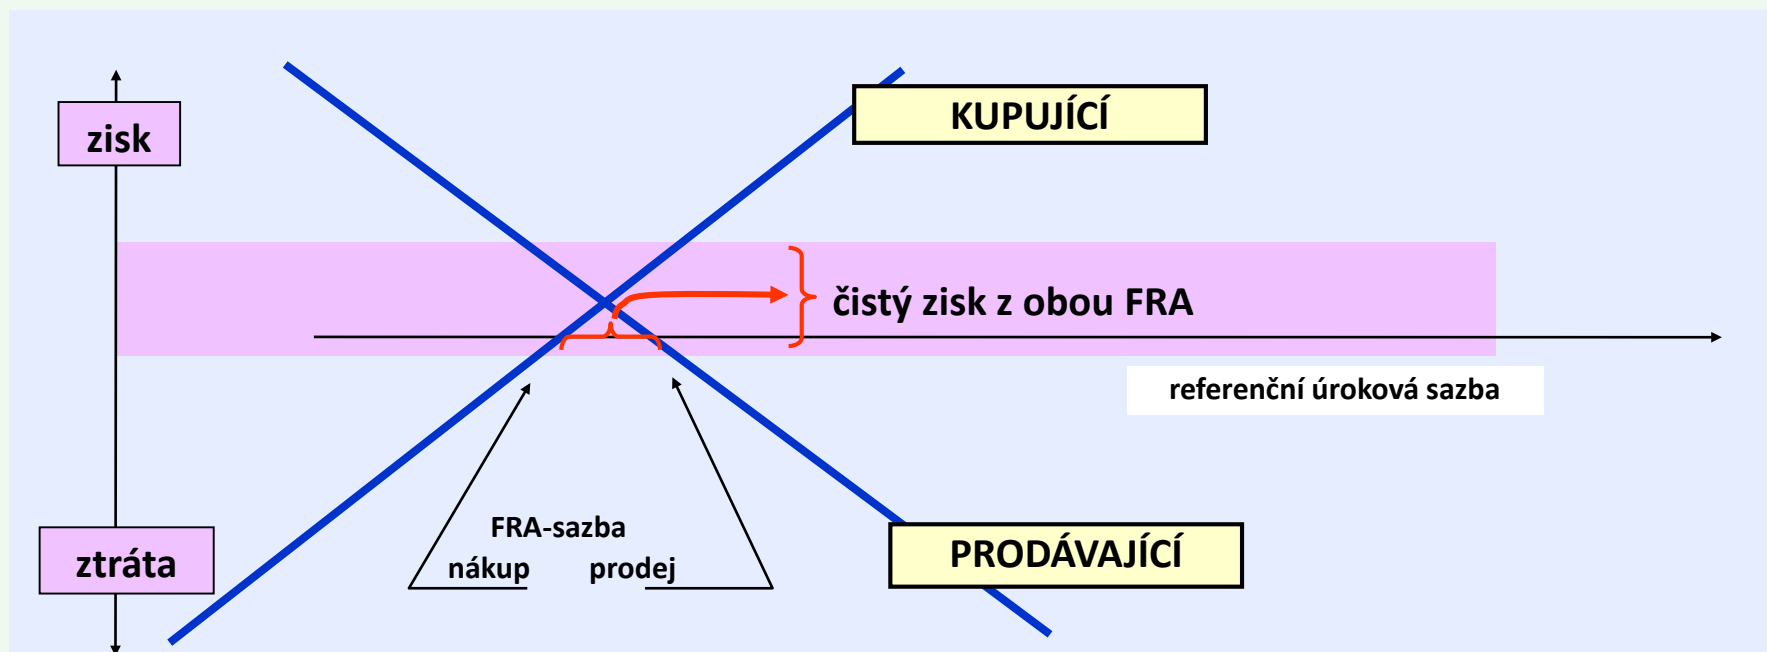 KUPUJÍCÍ
zisk
čistý zisk z obou FRA
referenční úroková sazba
FRA-sazba
nákup prodej
PRODÁVAJÍCÍ
ztráta